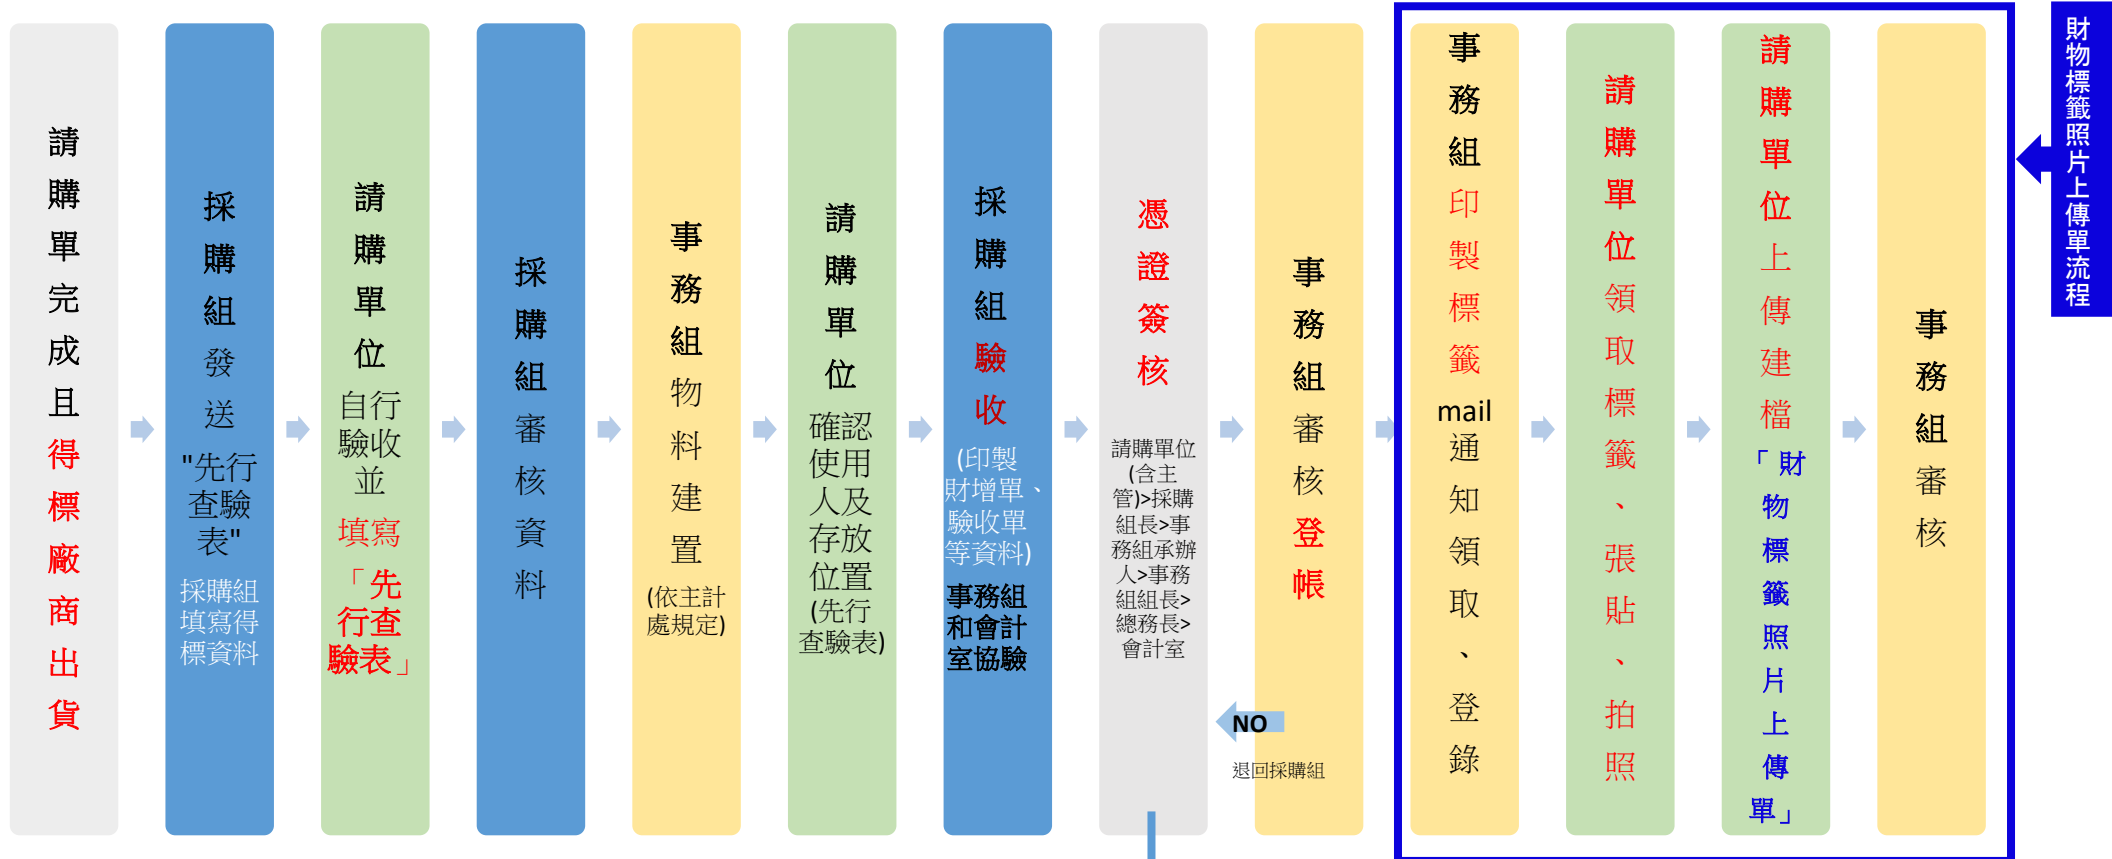 請購單完成且得標廠商出貨
採購組發送
"先行
查驗
表"
採購組
填寫得
標資料
請購單位
自行
驗收
並
填寫
「先
行查
驗表」
採購組審核資料
事務組物料建置
(依主計
處規定)
請購單位
確認
使用
人及
存放
位置
(先行
查驗表)
採購組驗收
(印製
財增單、
驗收單
等資料)
事務組
和會計
室協驗
憑證簽核
請購單位
(含主
管)>採購
組長>事
務組承辦
人>事務
組組長>
總務長>
會計室
事務組審核登帳
NO
退回採購組
事務組印製標籤
mail
通知領取、登錄
請購單位領取標籤、張貼、拍照
請購單位上傳建檔「財物標籤照片上傳單」
事務組審核
財物標籤照片上傳單流程